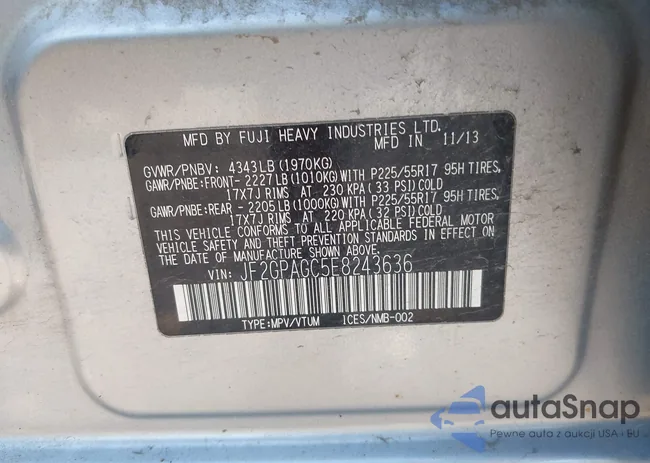 MFD BY FUJI HEAVY INDUSTRIES LTD.
MFD IN 11/13
GVWR/PNBV: 4343LB(1970KG)
GAWR/PNBE:FRONT- 2227LB(1010KG)WITH P225/55R17 95H TIRES,
17X7J RIMS AT 230 KPA(33 PSI)COLD
GAWR/PNBE:REAR - 2205LB(1000KG)WITH P225/55R17 95H TIRES,
17X7J RIMS AT 220 KPA(32 PSI)COLD
THIS VEHICLE CONFORMS TO ALL APPLICABLE FEDERAL MOTOR
VEHICLE SAFETY AND THEFT PREVENTION STANDARDS IN EFFECT ON
THE DATE OF MANUFACTURE SHOWN ABOVE.
VIN: JF2GPAGC5E8243636
TYPE:MPV/VTUM ICES/NMB-002
autaSnap
Pewne auto z aukcji USA i EU